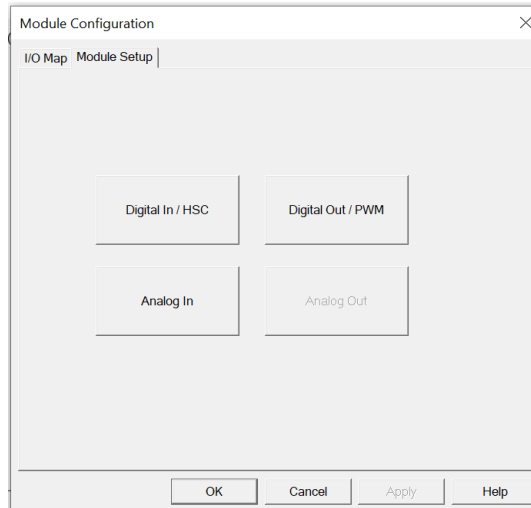 Module Configuration
I/O Map Module Setup
Digital In / HSC Digital Out / PWM
Analog In Analog Out
OK Cancel Apply Help